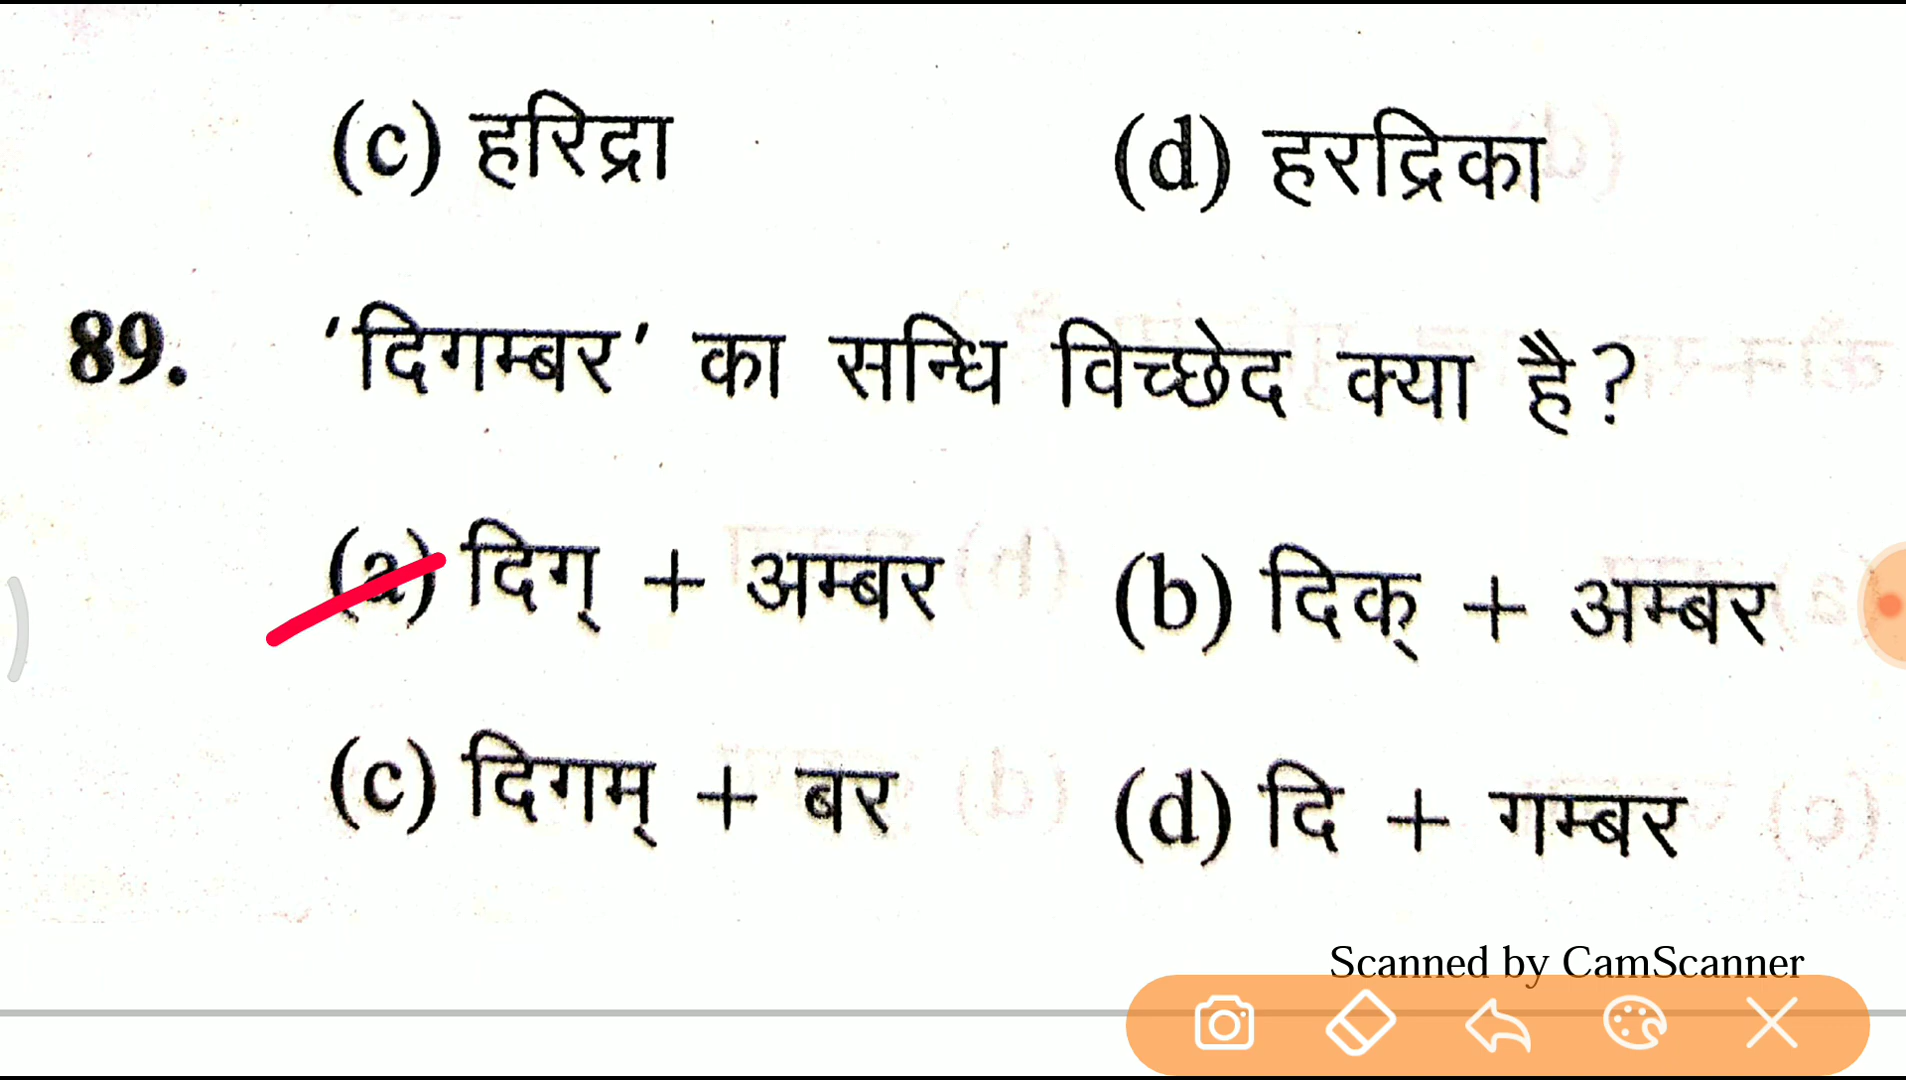 (c) हरिद्रा (d) हरद्रिका
89. 'दिगम्बर' का सन्धि विच्छेद क्या है?
(a) दिग् + अम्बर (b) दिक् + अम्बर
(c) दिगम् + बर (d) दि + गम्बर
Scanned by CamScanner